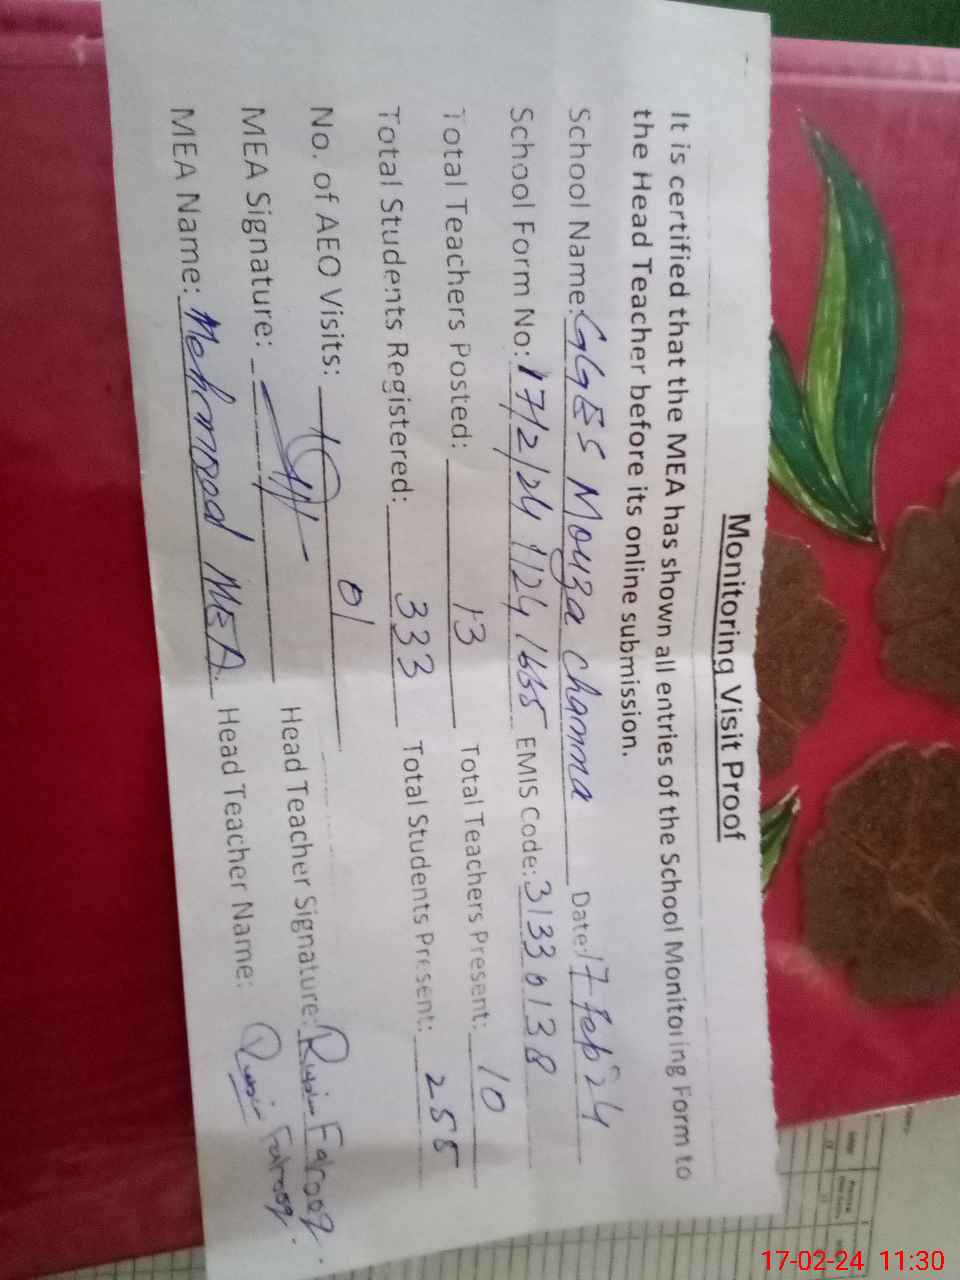 Monitoring Visit Proof
It is certified that the MEA has shown all entries of the School Monitoring Form to
the Head Teacher before its online submission.
School Name: GGES Mouza Channa Date: 17 Feb 24
School Form No: 17/2/24 1124 1665 EMIS Code: 31330138
Total Teachers Posted: 13 Total Teachers Present: 10
Total Students Registered: 333 Total Students Present: 258
No. of AEO Visits: 01
MEA Signature: Head Teacher Signature: Farooq.
MEA Name: Mehmood MEA. Head Teacher Name: Farooq.
17-02-24 11:30